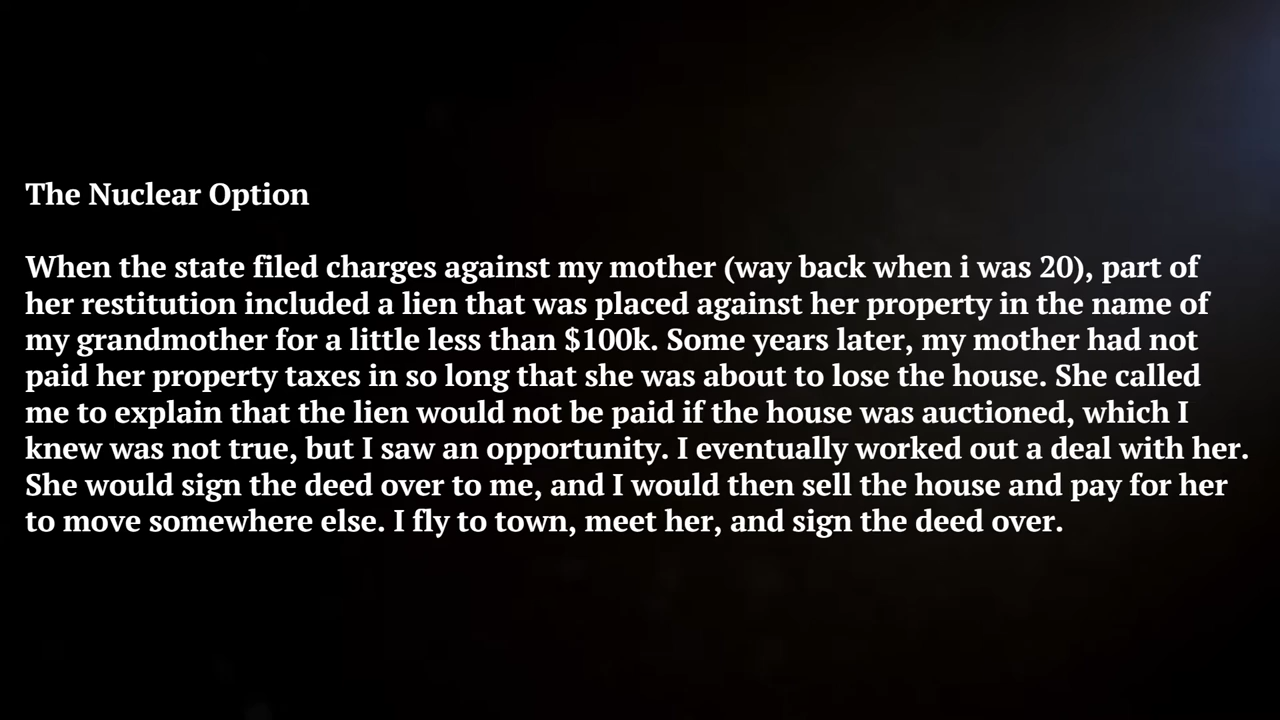 The Nuclear Option
When the state filed charges against my mother (way back when i was 20), part of
her restitution included a lien that was placed against her property in the name of
my grandmother for a little less than $100k. Some years later, my mother had not
paid her property taxes in so long that she was about to lose the house. She called
me to explain that the lien would not be paid if the house was auctioned, which I
knew was not true, but I saw an opportunity. I eventually worked out a deal with her.
She would sign the deed over to me, and I would then sell the house and pay for her
to move somewhere else. I fly to town, meet her, and sign the deed over.